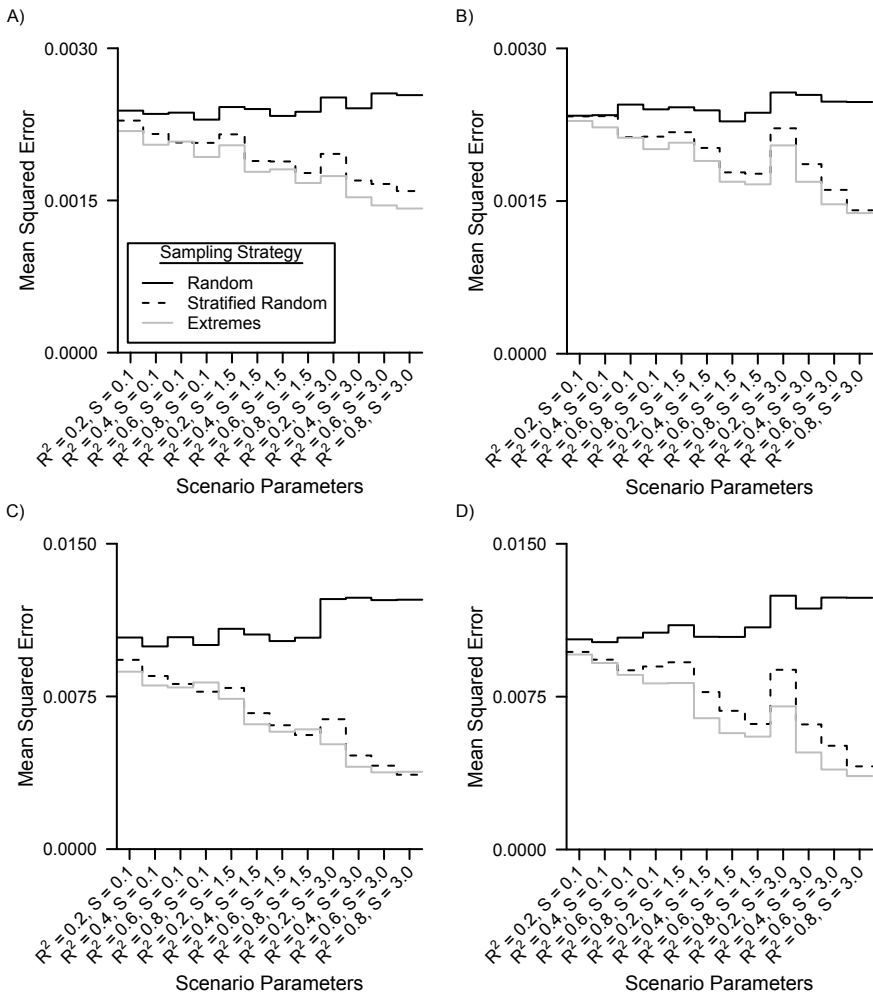 A)
Mean Squared Error
0.0030
0.0015
0.0000
Sampling Strategy
Random
Stratified Random
Extremes
R² = 0.2, S = 0.1
R² = 0.4, S = 0.1
R² = 0.6, S = 0.1
R² = 0.8, S = 0.1
R² = 0.2, S = 1.5
R² = 0.4, S = 1.5
R² = 0.6, S = 1.5
R² = 0.8, S = 1.5
R² = 0.2, S = 3.0
R² = 0.4, S = 3.0
R² = 0.6, S = 3.0
R² = 0.8, S = 3.0
Scenario Parameters
B)
Mean Squared Error
0.0030
0.0015
0.0000
R² = 0.2, S = 0.1
R² = 0.4, S = 0.1
R² = 0.6, S = 0.1
R² = 0.8, S = 0.1
R² = 0.2, S = 1.5
R² = 0.4, S = 1.5
R² = 0.6, S = 1.5
R² = 0.8, S = 1.5
R² = 0.2, S = 3.0
R² = 0.4, S = 3.0
R² = 0.6, S = 3.0
R² = 0.8, S = 3.0
Scenario Parameters
C)
Mean Squared Error
0.0150
0.0075
0.0000
R² = 0.2, S = 0.1
R² = 0.4, S = 0.1
R² = 0.6, S = 0.1
R² = 0.8, S = 0.1
R² = 0.2, S = 1.5
R² = 0.4, S = 1.5
R² = 0.6, S = 1.5
R² = 0.8, S = 1.5
R² = 0.2, S = 3.0
R² = 0.4, S = 3.0
R² = 0.6, S = 3.0
R² = 0.8, S = 3.0
Scenario Parameters
D)
Mean Squared Error
0.0150
0.0075
0.0000
R² = 0.2, S = 0.1
R² = 0.4, S = 0.1
R² = 0.6, S = 0.1
R² = 0.8, S = 0.1
R² = 0.2, S = 1.5
R² = 0.4, S = 1.5
R² = 0.6, S = 1.5
R² = 0.8, S = 1.5
R² = 0.2, S = 3.0
R² = 0.4, S = 3.0
R² = 0.6, S = 3.0
R² = 0.8, S = 3.0
Scenario Parameters